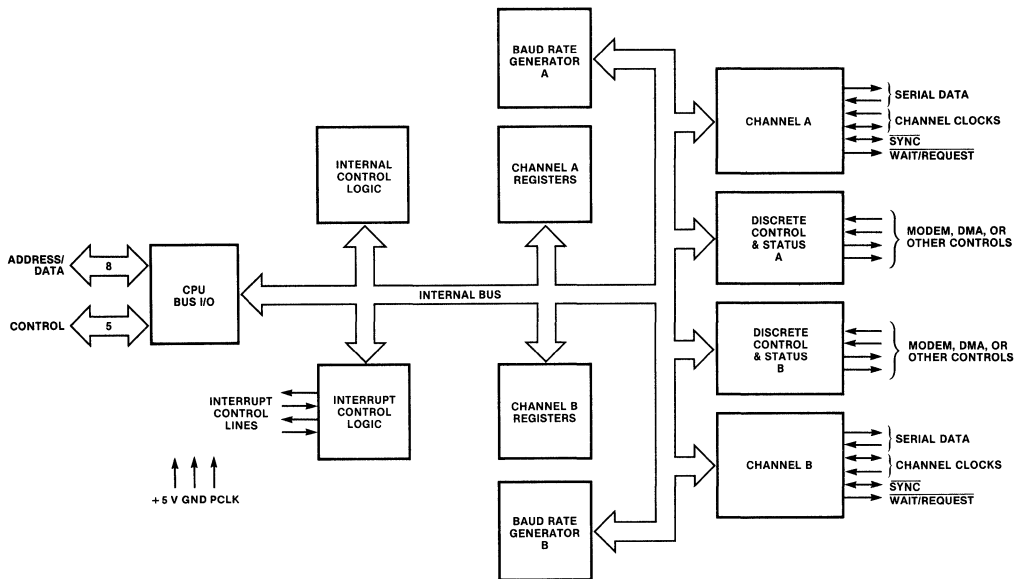 BAUD RATE
GENERATOR
A
INTERNAL
CONTROL
LOGIC
CHANNEL A
REGISTERS
CHANNEL A
SERIAL DATA
CHANNEL CLOCKS
SYNC
WAIT/REQUEST
DISCRETE
CONTROL
& STATUS
A
MODEM, DMA, OR
OTHER CONTROLS
ADDRESS/
DATA
8
CPU
BUS I/O
INTERNAL BUS
CONTROL
5
DISCRETE
CONTROL
& STATUS
B
MODEM, DMA, OR
OTHER CONTROLS
INTERRUPT
CONTROL
LINES
INTERRUPT
CONTROL
LOGIC
CHANNEL B
REGISTERS
CHANNEL B
SERIAL DATA
CHANNEL CLOCKS
SYNC
WAIT/REQUEST
+5 V GND PCLK
BAUD RATE
GENERATOR
B